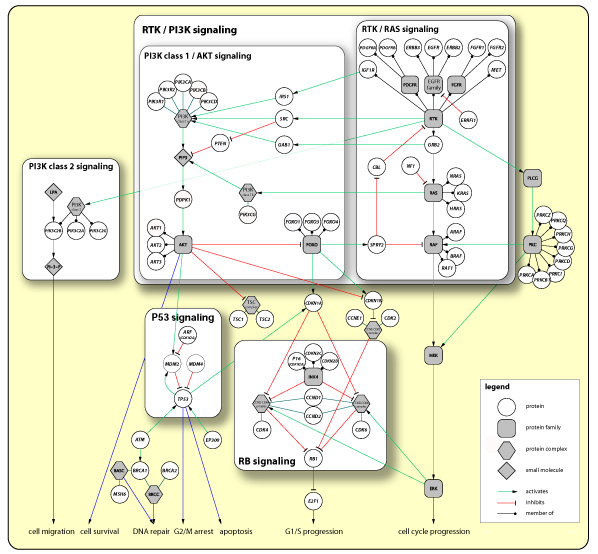 RTK / PI3K signaling
RTK / RAS signaling
PI3K class 1 / AKT signaling
PDGFRA
PDGFRB
ERBB3
EGFR
ERBB2
FGFR1
FGFR2
IGF1R
MET
PDGFR
EGFR
family
FGFR
PIK3CA
PIK3R2
PIK3CB
PIK3R1
PIK3CD
IRS1
PI3K
SRC
RTK
ERRFI1
PTEN
GAB1
GRB2
PIP3
CBL
NF1
PI3K class 2 signaling
PLCG
LPA
PI3K
PDPK1
PI3K
RAS
NRAS
KRAS
HRAS
PIK3CG
PIK3C2B
PIK3C2A
PIK3C2G
FOXO1
FOXO3
FOXO4
AKT1
AKT2
AKT3
AKT
FOXO
SPRY2
RAF
ARAF
BRAF
RAF1
PKC
PRKCZ
PRKCQ
PRKCH
PRKCG
PRKCD
PRKCI
PRKCB1
PRKCA
TSC
TSC1
TSC2
CDKN1A
CDKN1B
CCNE1
CDK2
P53 signaling
ARF
MDM2
MDM4
TP53
P16
CDKN2C
CDKN2B
INK4
CCND1
CCND2
CDK4
CDK6
MEK
ATM
EP300
RB signaling
RB1
BASC
BRCA1
BRCA2
MSH6
BRCC
E2F1
ERK
cell migration
cell survival
DNA repair
G2/M arrest
apoptosis
G1/S progression
cell cycle progression
legend
protein
protein family
protein complex
small molecule
activates
inhibits
member of